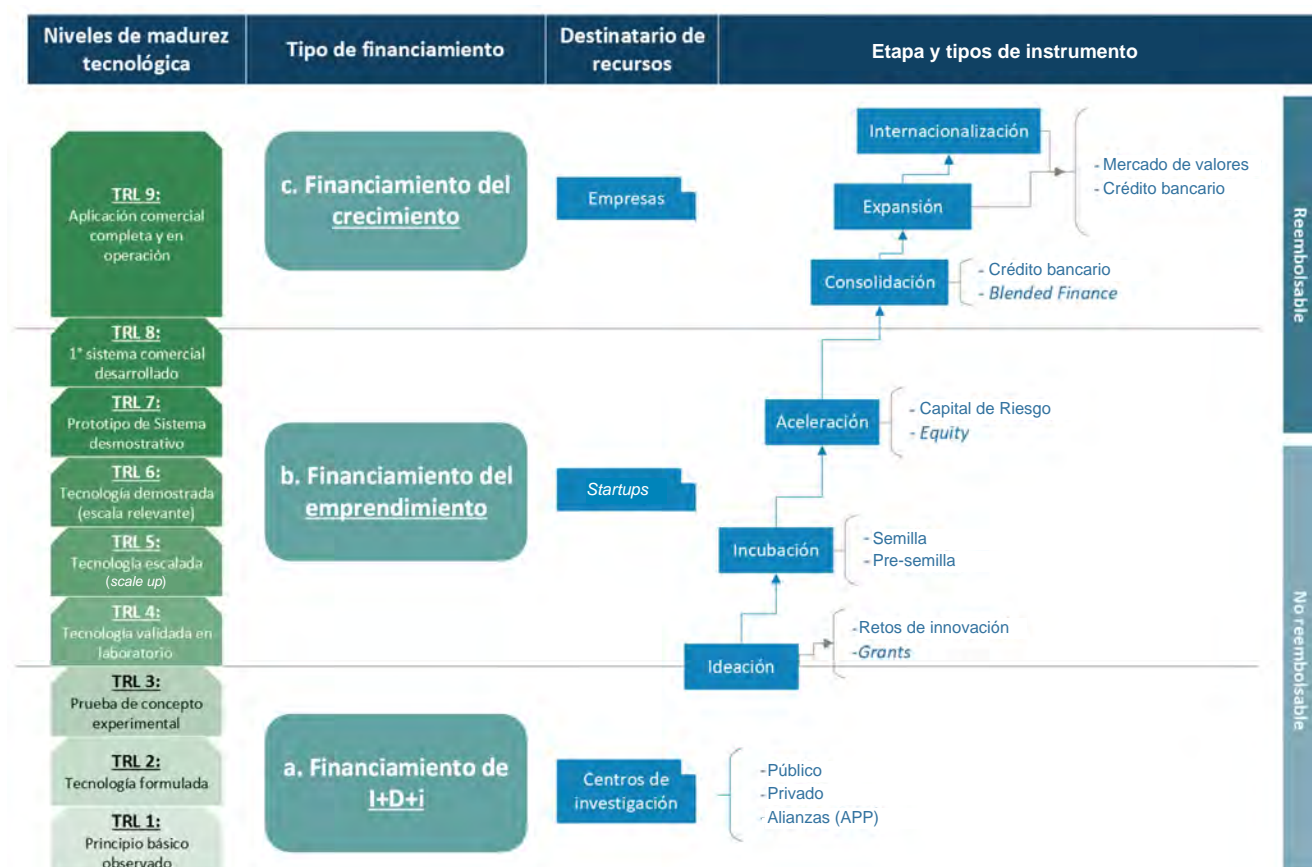 Niveles de madurez
tecnológica
Tipo de financiamiento
Destinatario de
recursos
Etapa y tipos de instrumento
TRL 9:
Aplicación comercial
completa y en
operación
c. Financiamiento del
crecimiento
Empresas
Internacionalización
Expansión
- Mercado de valores
- Crédito bancario
Consolidación
- Crédito bancario
- Blended Finance
Reembolsable
TRL 8:
1° sistema comercial
desarrollado
TRL 7:
Prototipo de Sistema
desmostrativo
TRL 6:
Tecnología demostrada
(escala relevante)
TRL 5:
Tecnología escalada
(scale up)
TRL 4:
Tecnología validada en
laboratorio
b. Financiamiento del
emprendimiento
Startups
Aceleración
- Capital de Riesgo
- Equity
Incubación
- Semilla
- Pre-semilla
Ideación
-Retos de innovación
-Grants
No reembolsable
TRL 3:
Prueba de concepto
experimental
TRL 2:
Tecnología formulada
TRL 1:
Principio básico
observado
a. Financiamiento de
I+D+i
Centros de
investigación
-Público
-Privado
-Alianzas (APP)